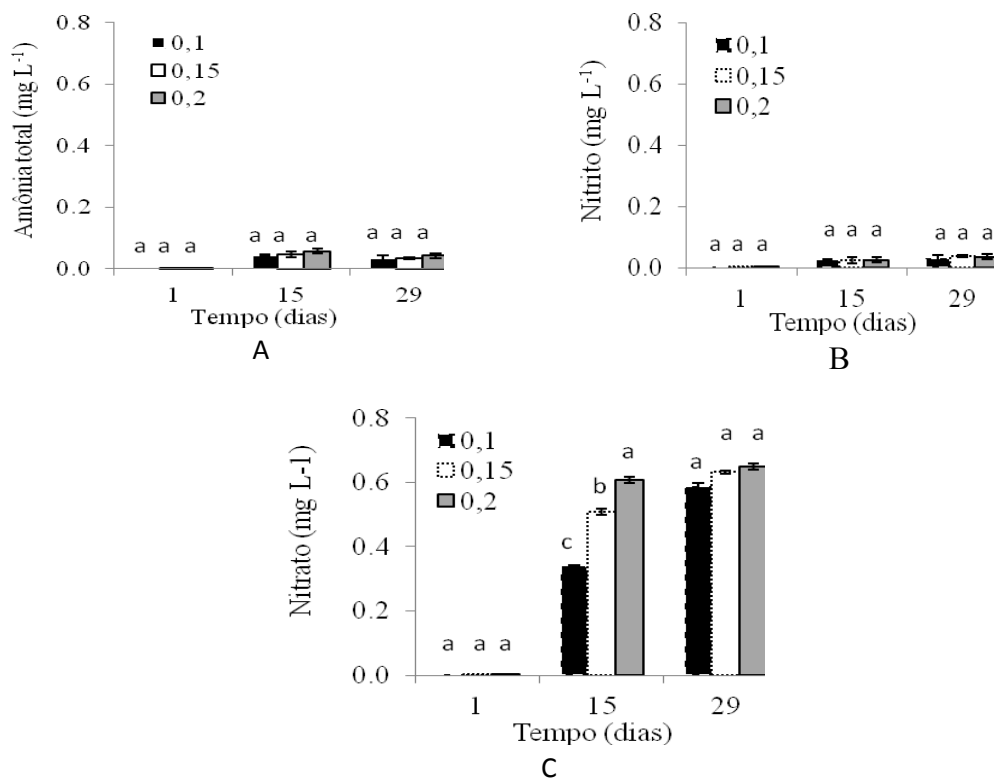 Amônia total (mg L-1)
0.8
0.6
0.4
0.2
0.0
0,1
0,15
0,2
a a a
a a a
a a a
1 15 29
Tempo (dias)
A
Nitrito (mg L-1)
0.8
0.6
0.4
0.2
0.0
0,1
0,15
0,2
a a a
a a a
a a a
1 15 29
Tempo (dias)
B
Nitrato (mg L-1)
0.8
0.6
0.4
0.2
0.0
0,1
0,15
0,2
a a a
c b a
a a a
1 15 29
Tempo (dias)
C